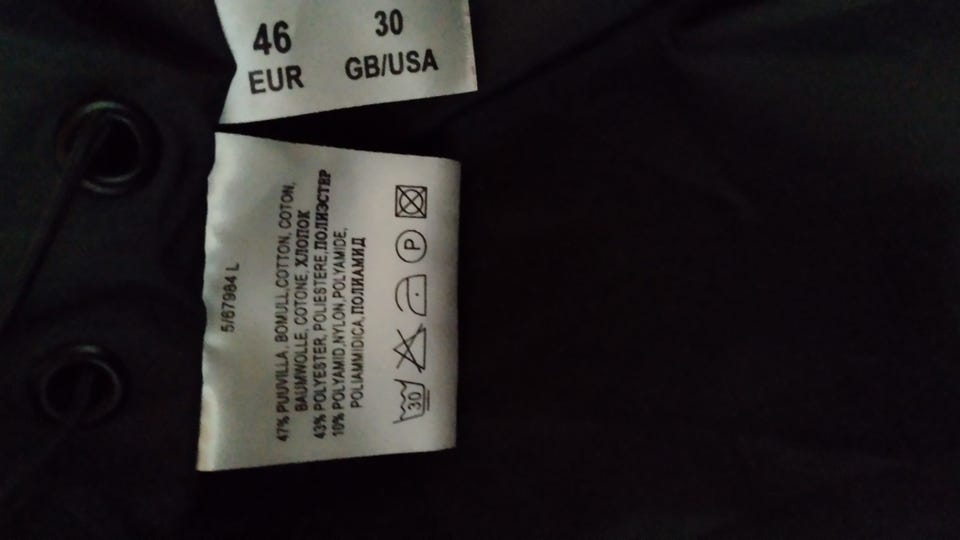 46
EUR
30
GB/USA
5/67984 L
47% PUUVILLA, BOMULL,COTTON, COTON,
BAUMWOLLE, COTONE, ХЛОПОК
43% POLYESTER, POLIESTERE,ПОЛИЭСТЕР
10% POLYAMID,NYLON,POLYAMIDE,
POLIAMMIDICA,ПОЛИАМИД
30
P